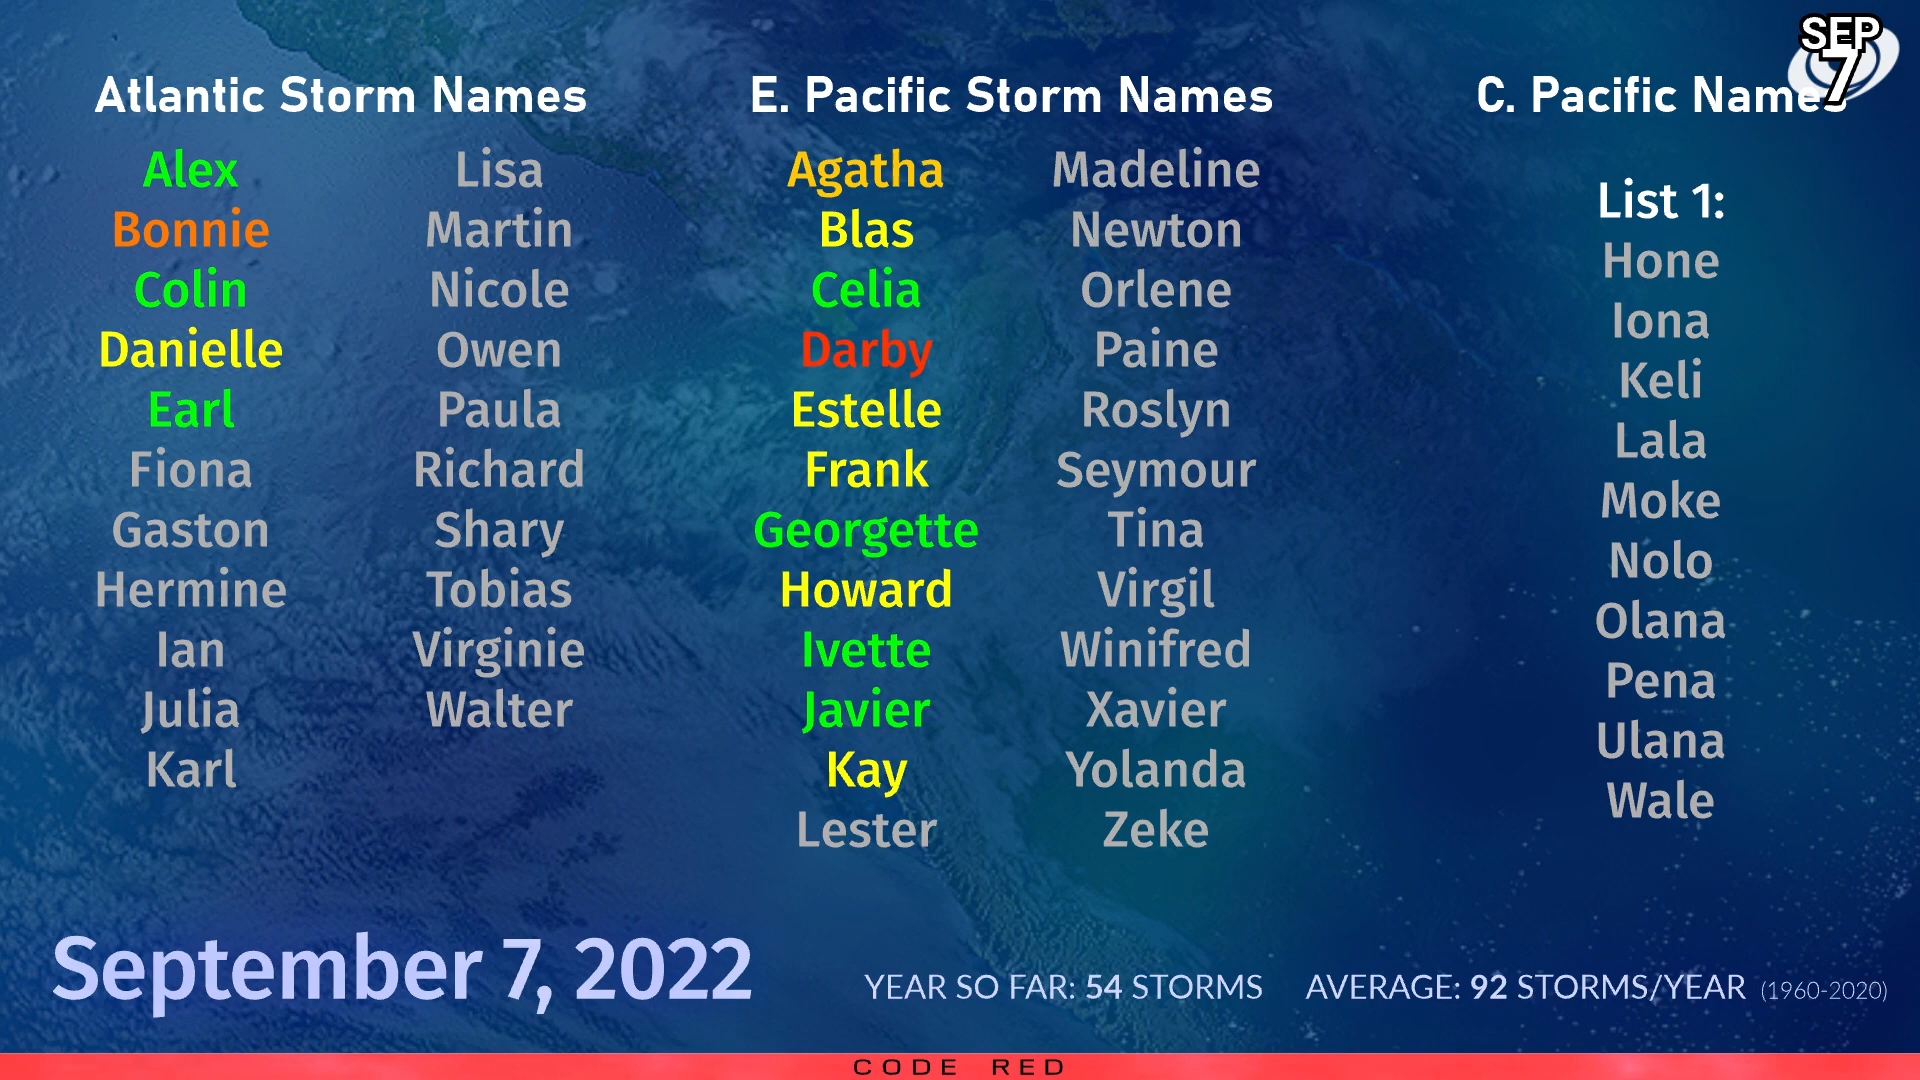 SEP
7
Atlantic Storm Names
Alex
Bonnie
Colin
Danielle
Earl
Fiona
Gaston
Hermine
Ian
Julia
Karl
Lisa
Martin
Nicole
Owen
Paula
Richard
Shary
Tobias
Virginie
Walter
E. Pacific Storm Names
Agatha
Blas
Celia
Darby
Estelle
Frank
Georgette
Howard
Ivette
Javier
Kay
Lester
Madeline
Newton
Orlene
Paine
Roslyn
Seymour
Tina
Virgil
Winifred
Xavier
Yolanda
Zeke
C. Pacific Names
List 1:
Hone
Iona
Keli
Lala
Moke
Nolo
Olana
Pena
Ulana
Wale
September 7, 2022
YEAR SO FAR: 54 STORMS
AVERAGE: 92 STORMS/YEAR (1960-2020)
CODE RED